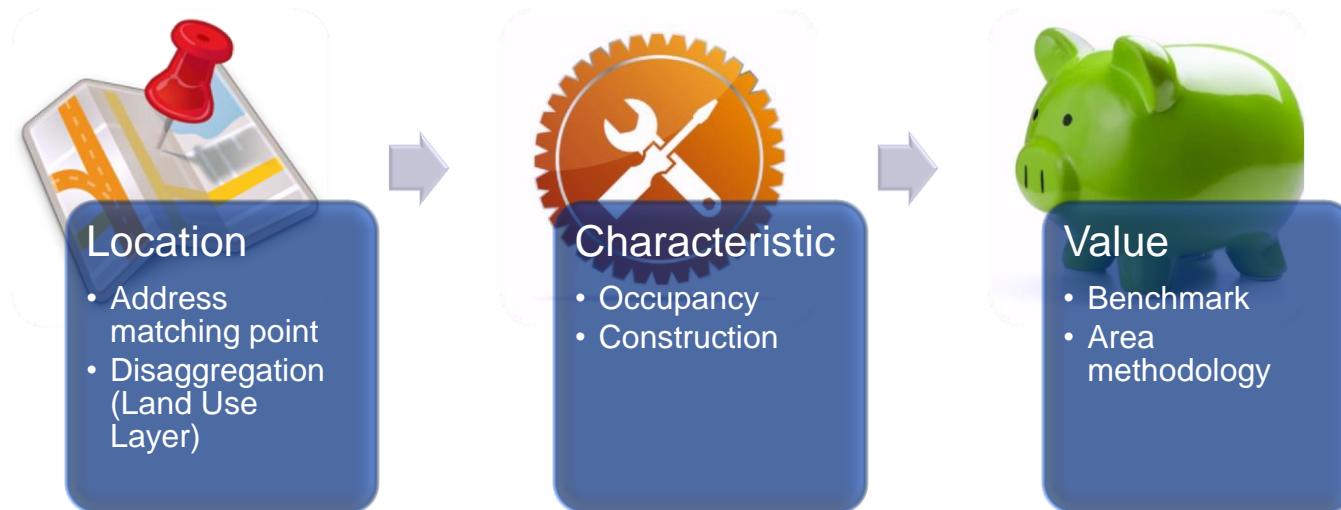 Location
• Address
matching point
• Disaggregation
(Land Use
Layer)
Characteristic
• Occupancy
• Construction
Value
• Benchmark
• Area
methodology